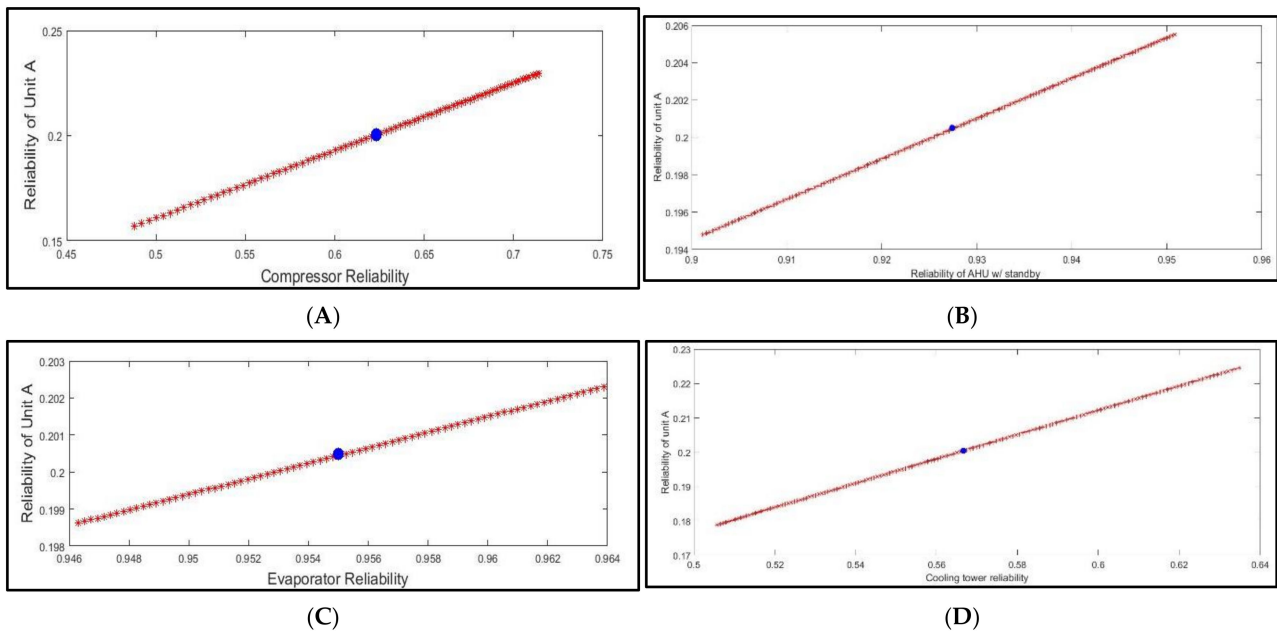 0.25
0.2
0.15
0.45 0.5 0.55 0.6 0.65 0.7 0.75
Reliability of Unit A
Compressor Reliability
(A)
0.206
0.204
0.202
0.2
0.198
0.196
0.194
0.9 0.91 0.92 0.93 0.94 0.95 0.96
Reliability of unit A
Reliability of AHU w/ standby
(B)
0.203
0.202
0.201
0.2
0.199
0.198
0.946 0.948 0.95 0.952 0.954 0.956 0.958 0.96 0.962 0.964
Reliability of Unit A
Evaporator Reliability
(C)
0.23
0.22
0.21
0.2
0.19
0.18
0.17
0.5 0.52 0.54 0.56 0.58 0.6 0.62 0.64
Reliability of unit A
Cooling tower reliability
(D)